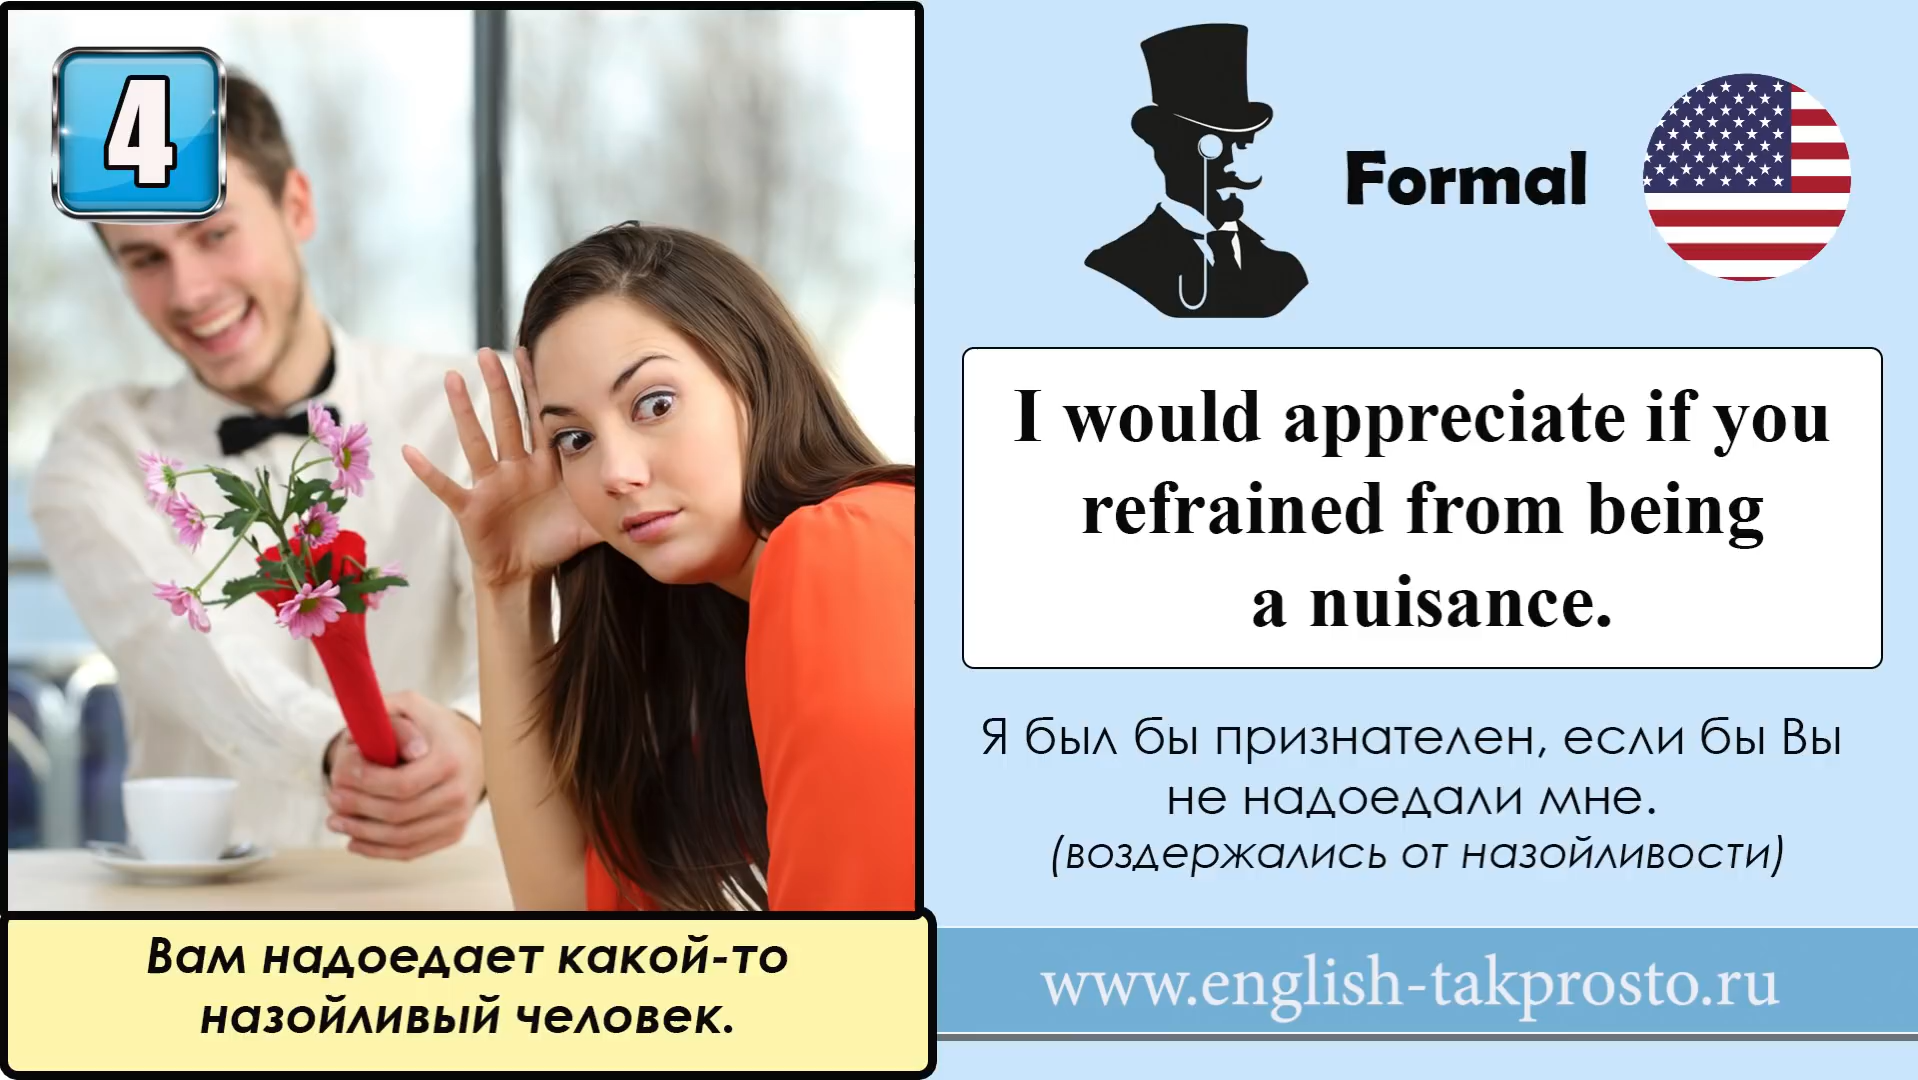 4
Formal
I would appreciate if you
refrained from being
a nuisance.
Я был бы признателен, если бы Вы
не надоедали мне.
(воздержались от назойливости)
Вам надоедает какой-то
назойливый человек.
www.english-takprosto.ru